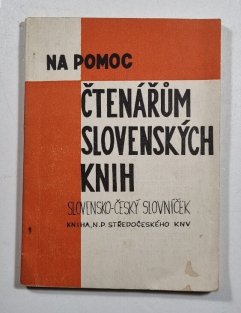 NA POMOC
ČTENÁŘŮM
SLOVENSKÝCH
KNIH
SLOVENSKO-ČESKÝ SLOVNÍČEK
KNIHA, N.P. STŘEDOČESKÉHO KNV